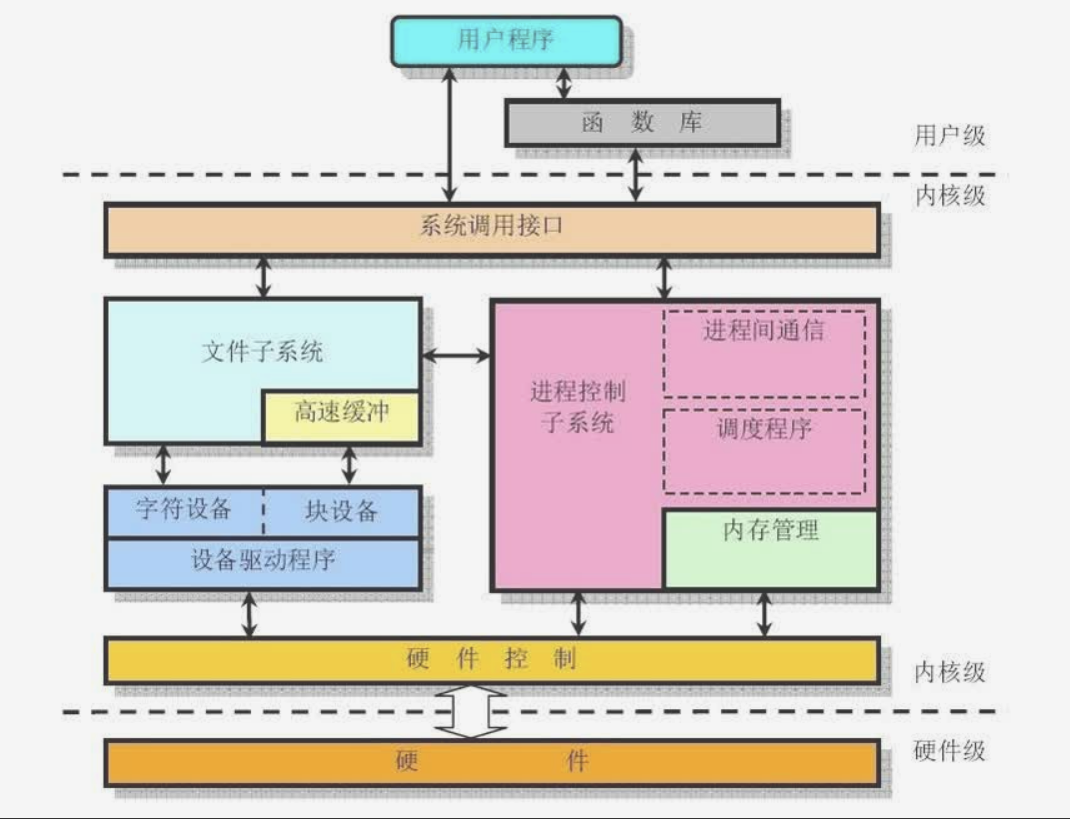 用户程序
函 数 库
用户级
内核级
系统调用接口
文件子系统
高速缓冲
进程控制
子系统
进程间通信
调度程序
内存管理
字符设备
块设备
设备驱动程序
硬 件 控 制
内核级
硬件级
硬 件